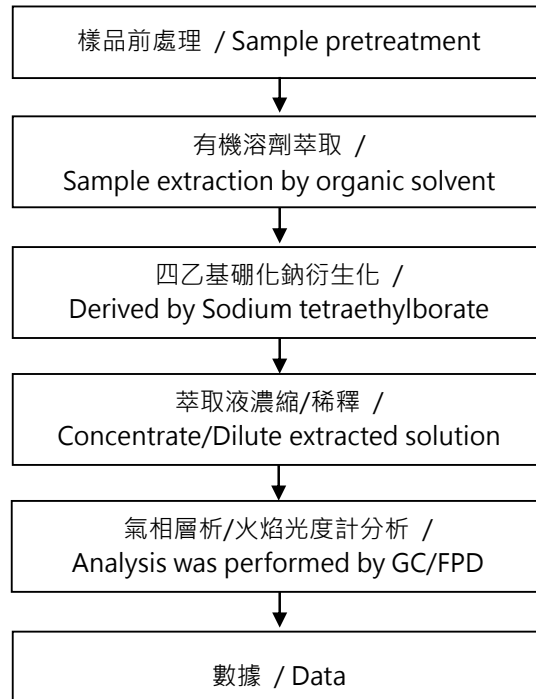 樣品前處理 / Sample pretreatment
有機溶劑萃取 /
Sample extraction by organic solvent
四乙基硼化鈉衍生化 /
Derived by Sodium tetraethylborate
萃取液濃縮/稀釋 /
Concentrate/Dilute extracted solution
氣相層析/火焰光度計分析 /
Analysis was performed by GC/FPD
數據 / Data